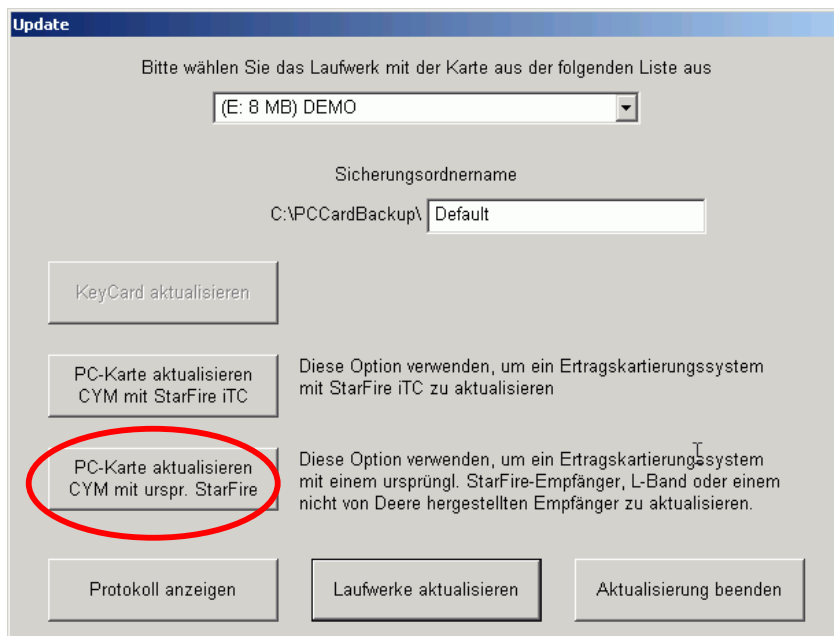 Update
Bitte wählen Sie das Laufwerk mit der Karte aus der folgenden Liste aus
(E: 8 MB) DEMO
Sicherungsordnername
C:\PCCardBackup\ Default
KeyCard aktualisieren
PC-Karte aktualisieren
CYM mit StarFire iTC
Diese Option verwenden, um ein Ertragskartierungssystem
mit StarFire iTC zu aktualisieren
PC-Karte aktualisieren
CYM mit urspr. StarFire
Diese Option verwenden, um ein Ertragskartierungssystem
mit einem ursprüngl. StarFire-Empfänger, L-Band oder einem
nicht von Deere hergestellten Empfänger zu aktualisieren.
Protokoll anzeigen
Laufwerke aktualisieren
Aktualisierung beenden